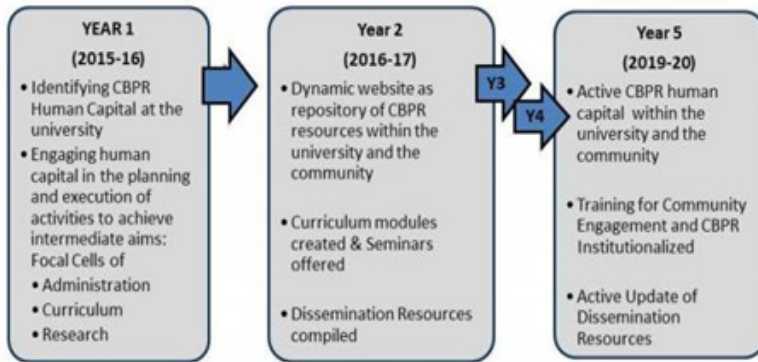 YEAR 1
(2015-16)
• Identifying CBPR
Human Capital at the
university
• Engaging human
capital in the planning
and execution of
activities to achieve
intermediate aims:
Focal Cells of
• Administration
• Curriculum
• Research
Year 2
(2016-17)
• Dynamic website as
repository of CBPR
resources within the
university and the
community
• Curriculum modules
created & Seminars
offered
• Dissemination Resources
compiled
Y3
Y4
Year 5
(2019-20)
• Active CBPR human
capital within the
university and the
community
• Training for Community
Engagement and CBPR
Institutionalized
• Active Update of
Dissemination
Resources